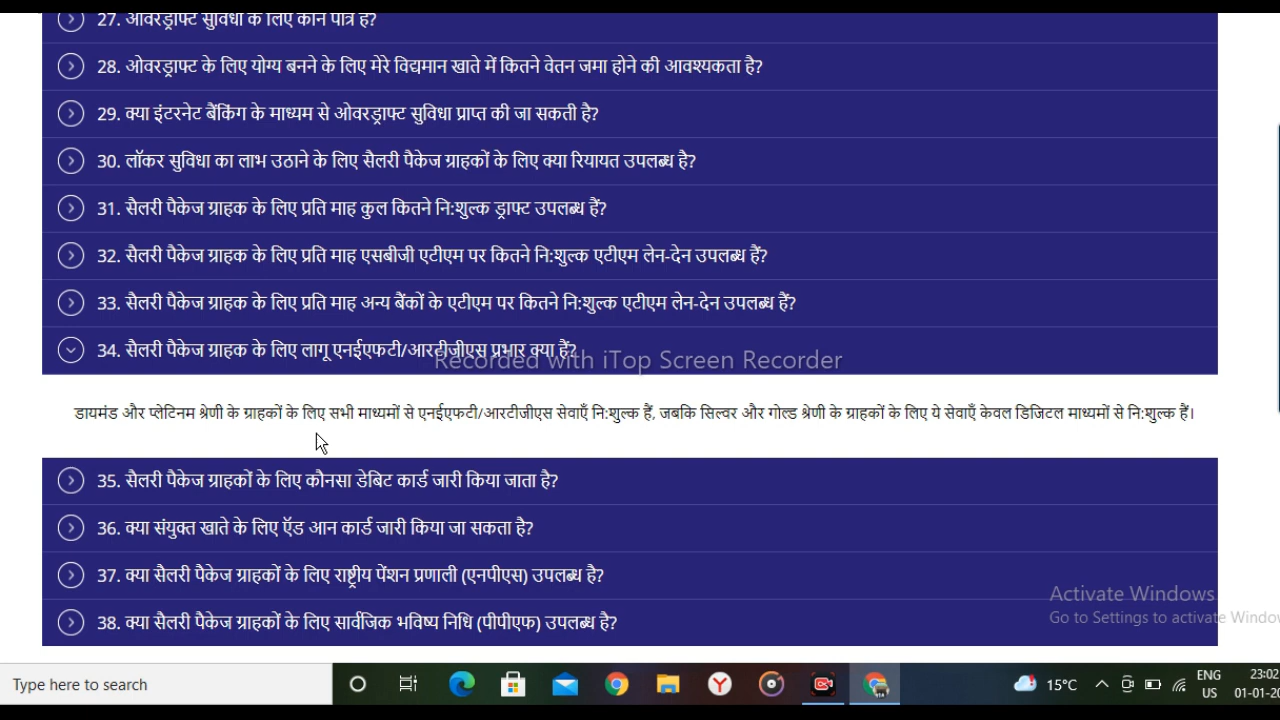 27. ओवरड्राफ्ट सुविधा के लिए कौन पात्र है?
28. ओवरड्राफ्ट के लिए योग्य बनने के लिए मेरे विद्यमान खाते में कितने वेतन जमा होने की आवश्यकता है?
29. क्या इंटरनेट बैंकिंग के माध्यम से ओवरड्राफ्ट सुविधा प्राप्त की जा सकती है?
30. लॉकर सुविधा का लाभ उठाने के लिए सैलरी पैकेज ग्राहकों के लिए क्या रियायत उपलब्ध है?
31. सैलरी पैकेज ग्राहक के लिए प्रति माह कुल कितने नि:शुल्क ड्राफ्ट उपलब्ध हैं?
32. सैलरी पैकेज ग्राहक के लिए प्रति माह एसबीजी एटीएम पर कितने नि:शुल्क एटीएम लेन-देन उपलब्ध हैं?
33. सैलरी पैकेज ग्राहक के लिए प्रति माह अन्य बैंकों के एटीएम पर कितने नि:शुल्क एटीएम लेन-देन उपलब्ध हैं?
34. सैलरी पैकेज ग्राहक के लिए लागू एनईएफटी/आरटीजीएस प्रभार क्या हैं?
Recorded with iTop Screen Recorder
डायमंड और प्लेटिनम श्रेणी के ग्राहकों के लिए सभी माध्यमों से एनईएफटी/आरटीजीएस सेवाएँ नि:शुल्क हैं, जबकि सिल्वर और गोल्ड श्रेणी के ग्राहकों के लिए ये सेवाएँ केवल डिजिटल माध्यमों से नि:शुल्क हैं।
35. सैलरी पैकेज ग्राहकों के लिए कौनसा डेबिट कार्ड जारी किया जाता है?
36. क्या संयुक्त खाते के लिए ऍड आन कार्ड जारी किया जा सकता है?
37. क्या सैलरी पैकेज ग्राहकों के लिए राष्ट्रीय पेंशन प्रणाली (एनपीएस) उपलब्ध है?
38. क्या सैलरी पैकेज ग्राहकों के लिए सार्वजिक भविष्य निधि (पीपीएफ) उपलब्ध है?
Activate Windows
Go to Settings to activate Windo
Type here to search
15°C
ENG
US
23:02
01-01-20